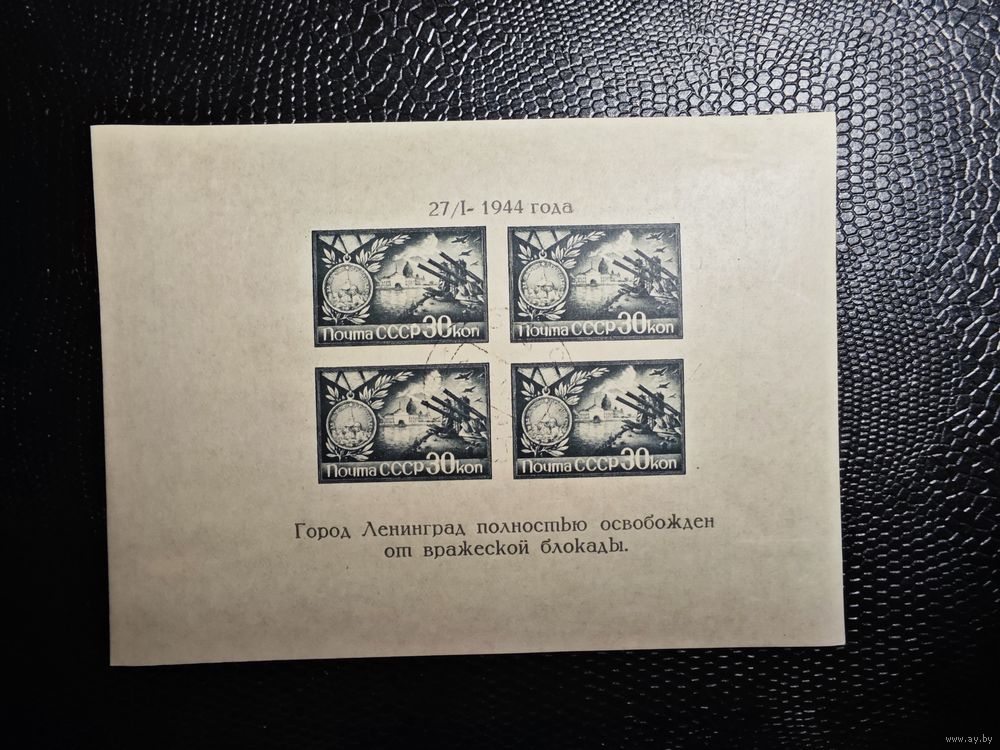 27/I- 1944 года
Почта СССР 30 коп
Почта СССР 30 коп
Почта СССР 30 коп
Почта СССР 30 коп
Город Ленинград полностью освобожден
от вражеской блокады.
www.ay.by